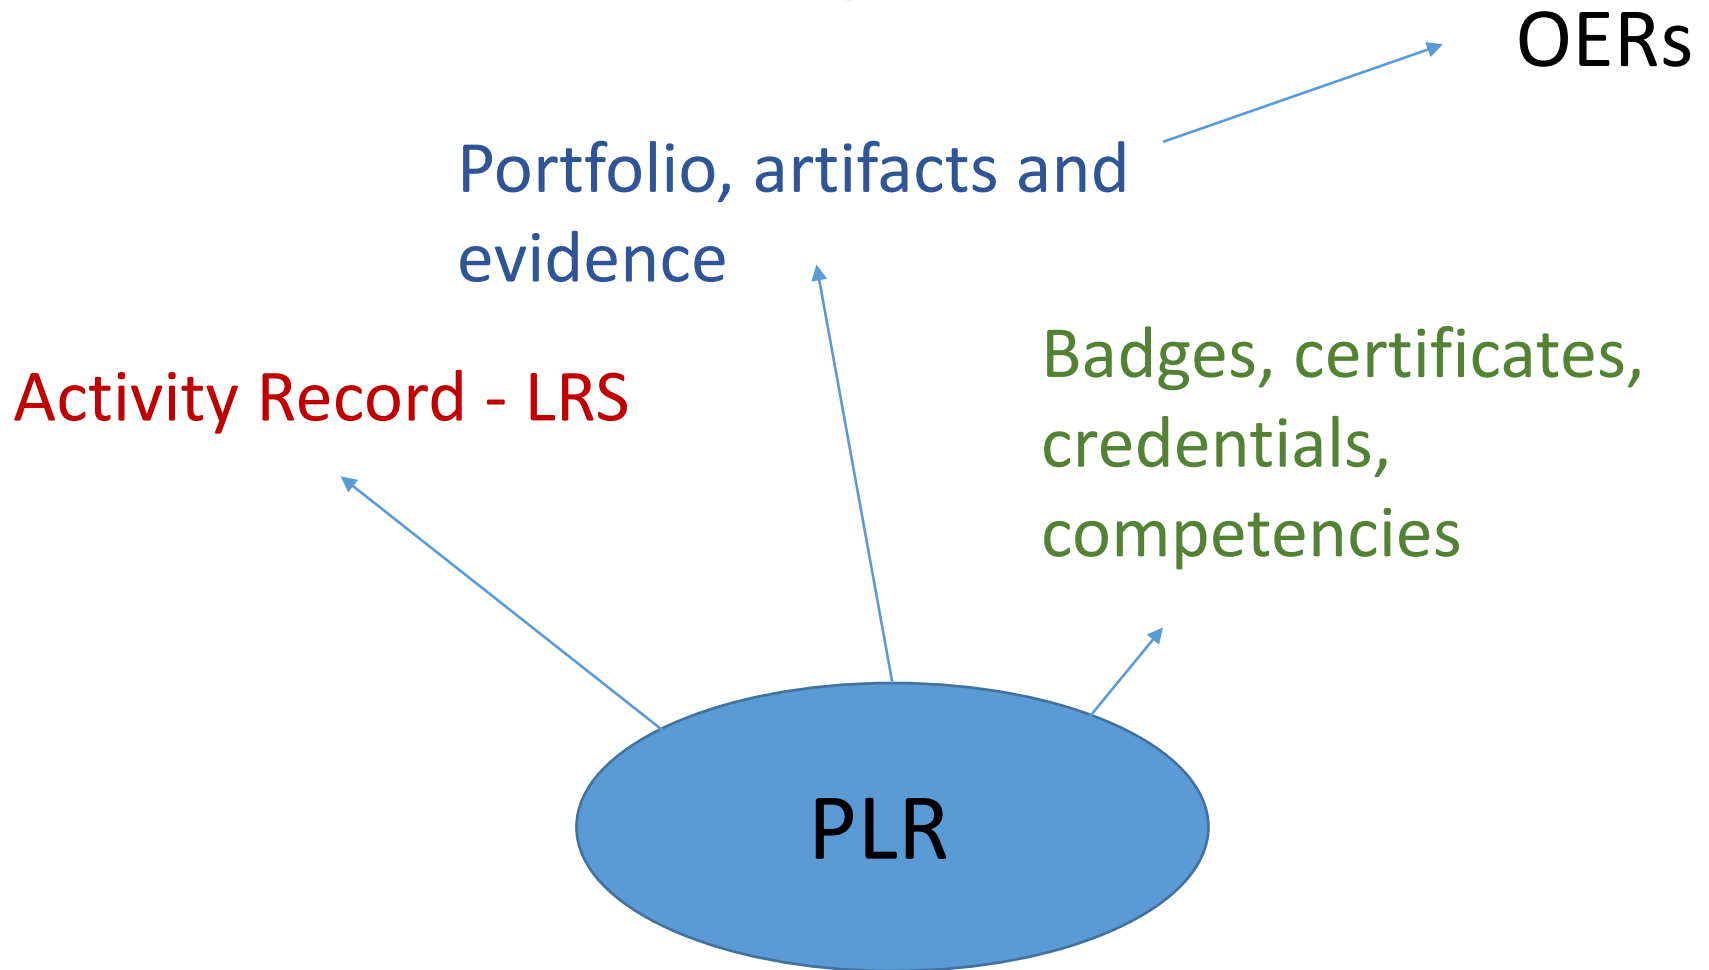 OERs
Portfolio, artifacts and
evidence
Badges, certificates,
credentials,
competencies
Activity Record - LRS
PLR